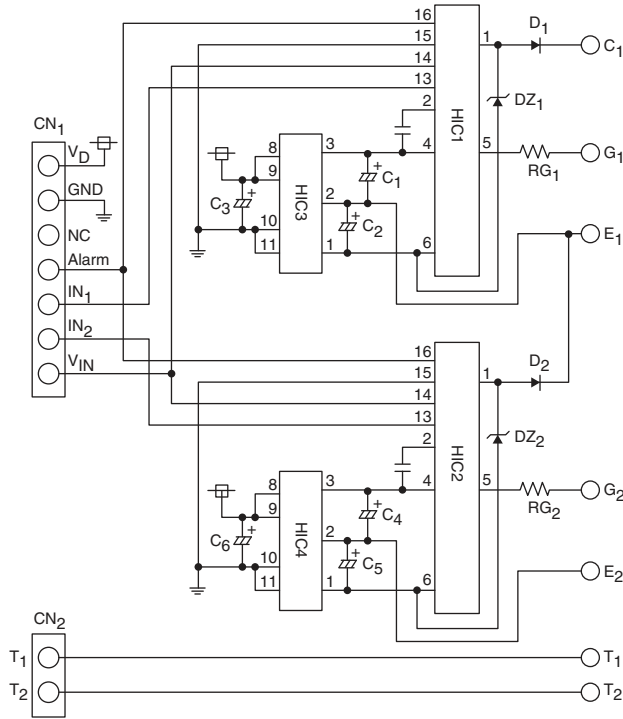 16
15
14
13
2
4
1
5
6
HIC1
D1
C1
DZ1
RG1
G1
E1
CN1
VD
GND
NC
Alarm
IN1
IN2
VIN
8
9
10
11
3
2
1
HIC3
+
C1
+
C2
+
C3
16
15
14
13
2
4
1
5
6
HIC2
D2
DZ2
RG2
G2
E2
8
9
10
11
3
2
1
HIC4
+
C4
+
C5
+
C6
CN2
T1
T1
T2
T2